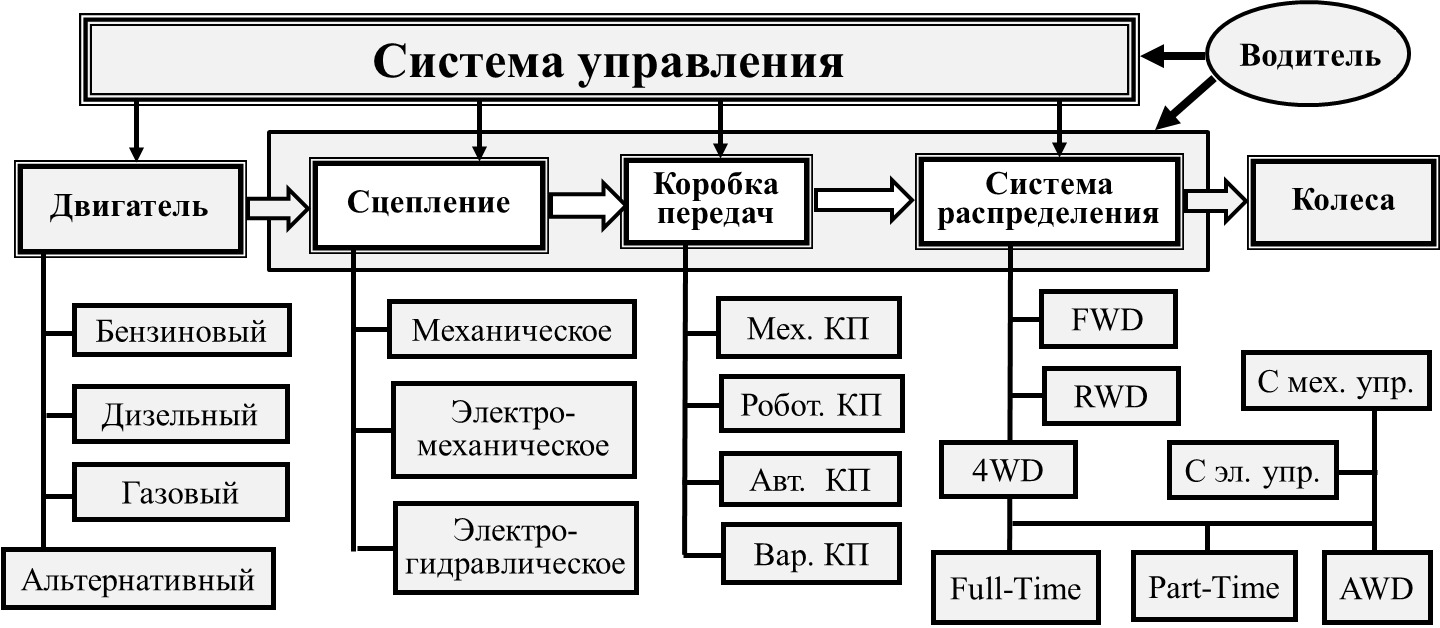 Система управления
Водитель
Двигатель
Сцепление
Коробка
передач
Система
распределения
Колеса
Бензиновый
Дизельный
Газовый
Альтернативный
Механическое
Электро-
механическое
Электро-
гидравлическое
Мех. КП
Робот. КП
Авт. КП
Вар. КП
FWD
RWD
4WD
С мех. упр.
С эл. упр.
Full-Time
Part-Time
AWD